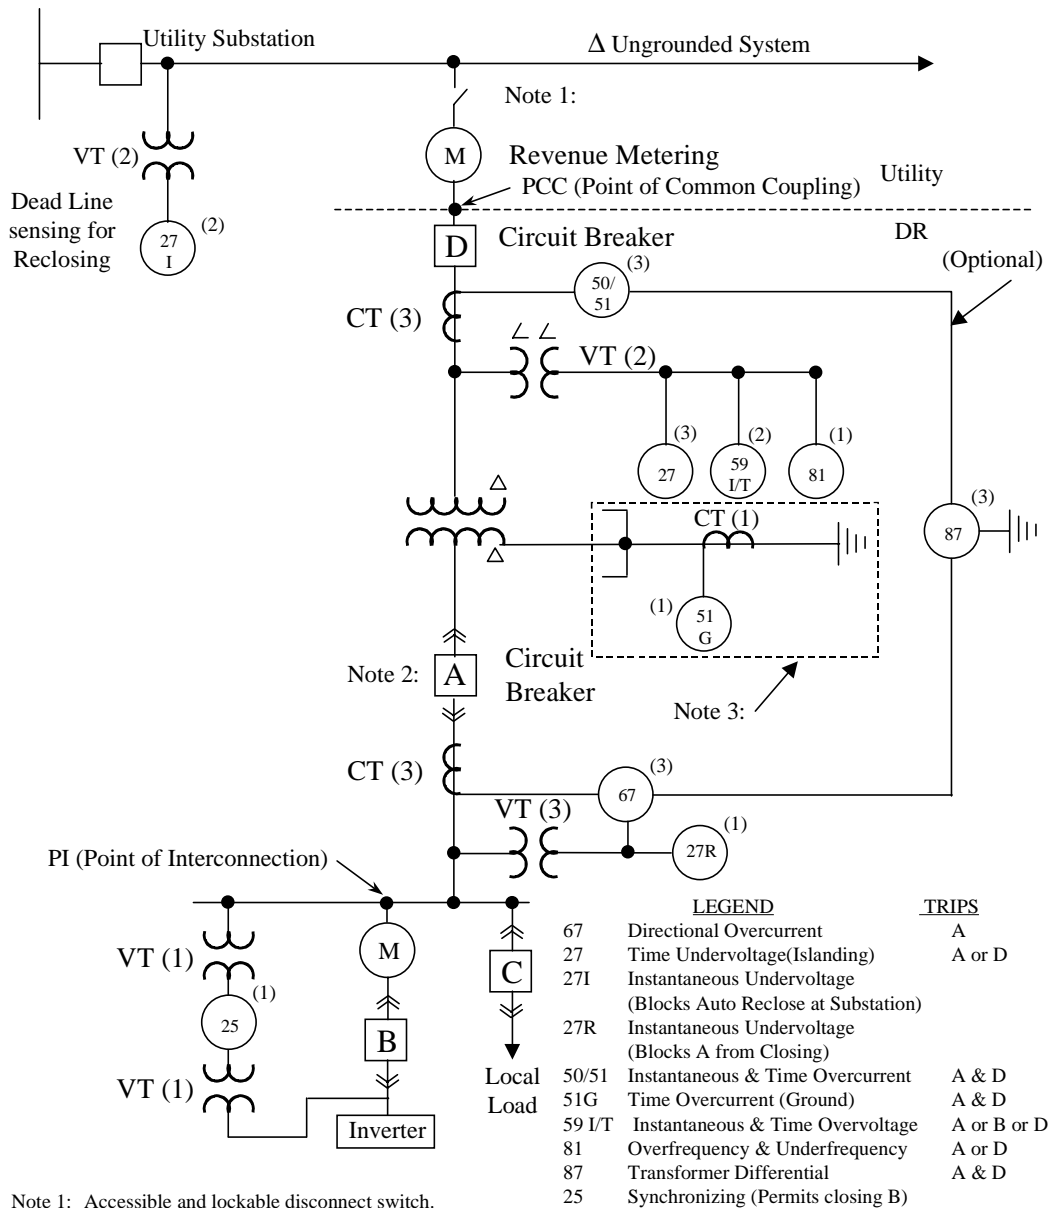 Utility Substation
Δ Ungrounded System
Note 1:
VT (2)
M
Revenue Metering
PCC (Point of Common Coupling)
Utility
Dead Line
sensing for
Reclosing
27
I
(2)
D
Circuit Breaker
DR
(Optional)
CT (3)
50/
51
(3)
VT (2)
(3)
27
(2)
59
I/T
(1)
81
Δ
Δ
CT (1)
(1)
51
G
(3)
87
Note 2:
A
Circuit
Breaker
Note 3:
CT (3)
(3)
67
VT (3)
(1)
27R
PI (Point of Interconnection)
VT (1)
(1)
25
VT (1)
M
B
Inverter
C
Local
Load
LEGEND TRIPS
67 Directional Overcurrent A
27 Time Undervoltage(Islanding) A or D
27I Instantaneous Undervoltage
(Blocks Auto Reclose at Substation)
27R Instantaneous Undervoltage
(Blocks A from Closing)
50/51 Instantaneous & Time Overcurrent A & D
51G Time Overcurrent (Ground) A & D
59 I/T Instantaneous & Time Overvoltage A or B or D
81 Overfrequency & Underfrequency A or D
87 Transformer Differential A & D
25 Synchronizing (Permits closing B)
Note 1: Accessible and lockable disconnect switch.